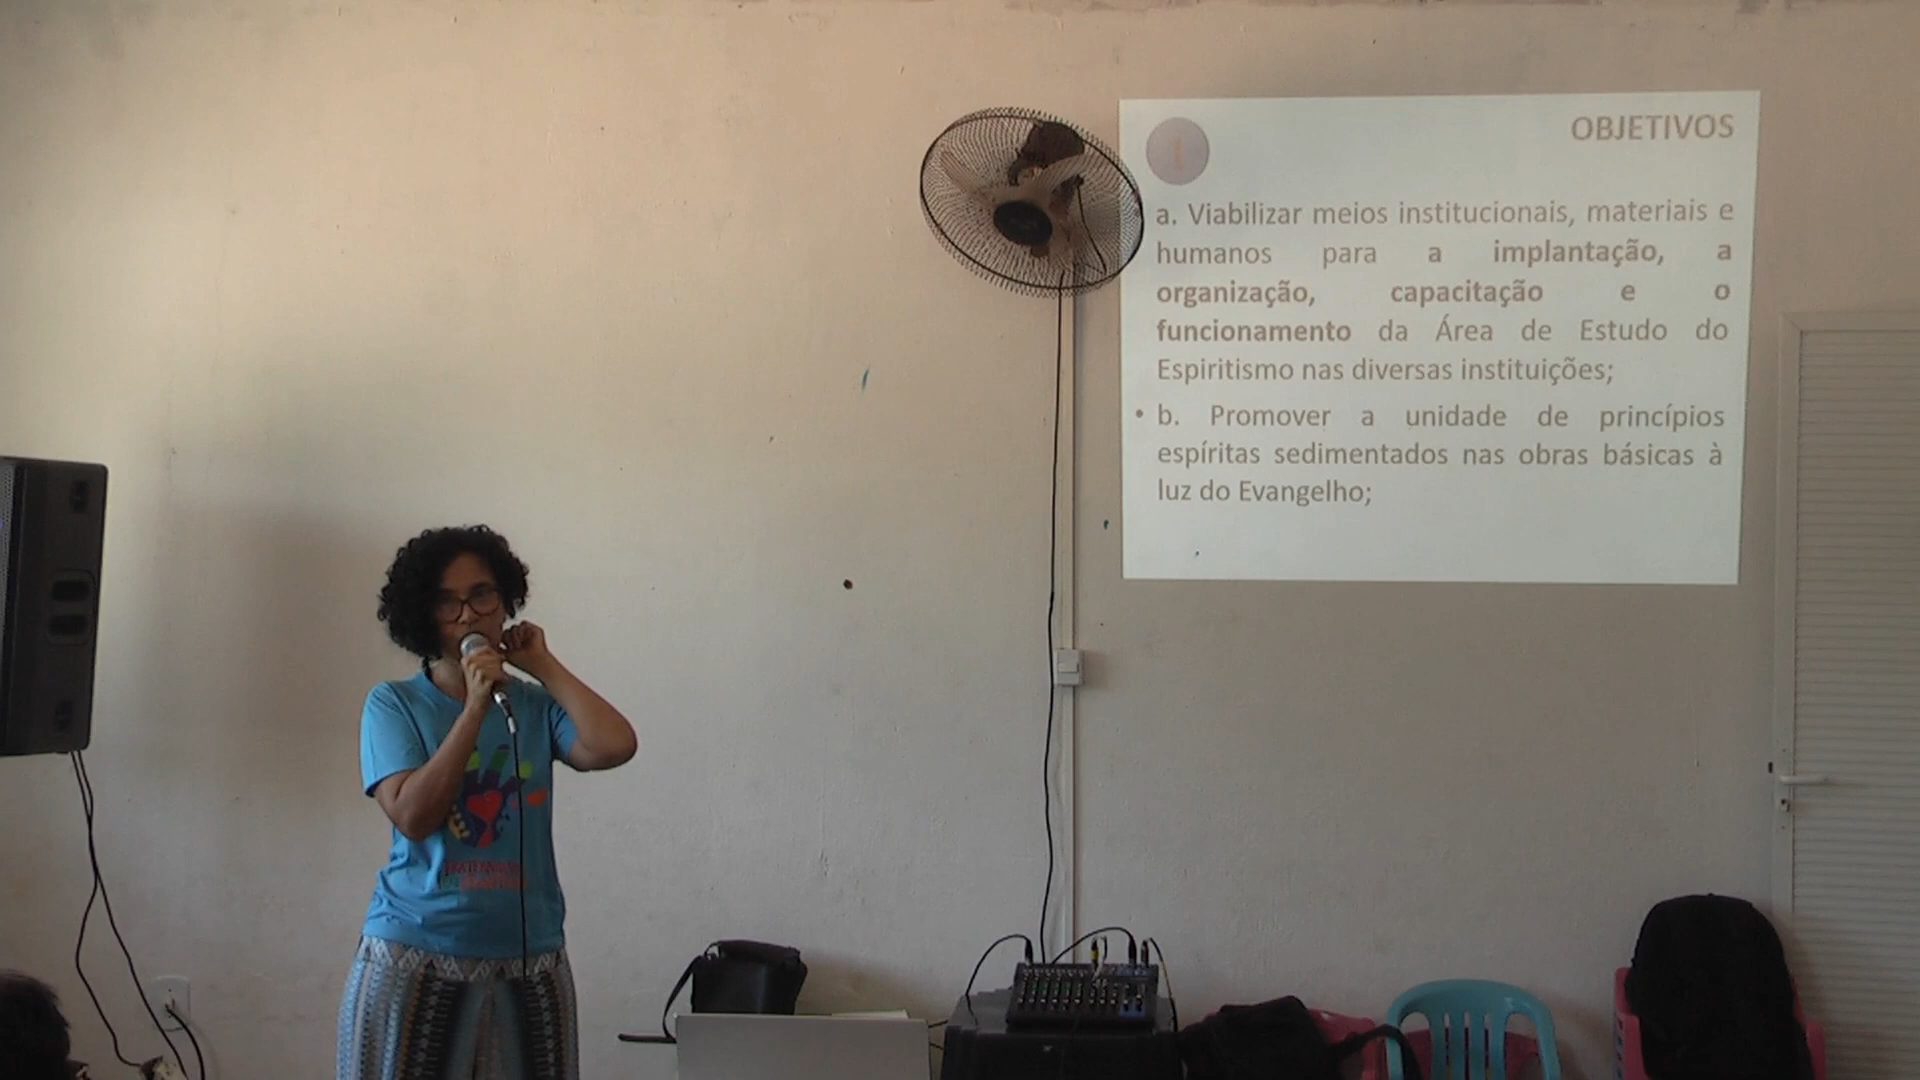 OBJETIVOS
a. Viabilizar meios institucionais, materiais e
humanos para a implantação, a
organização, capacitação e o
funcionamento da Área de Estudo do
Espiritismo nas diversas instituições;
• b. Promover a unidade de princípios
espíritas sedimentados nas obras básicas à
luz do Evangelho;